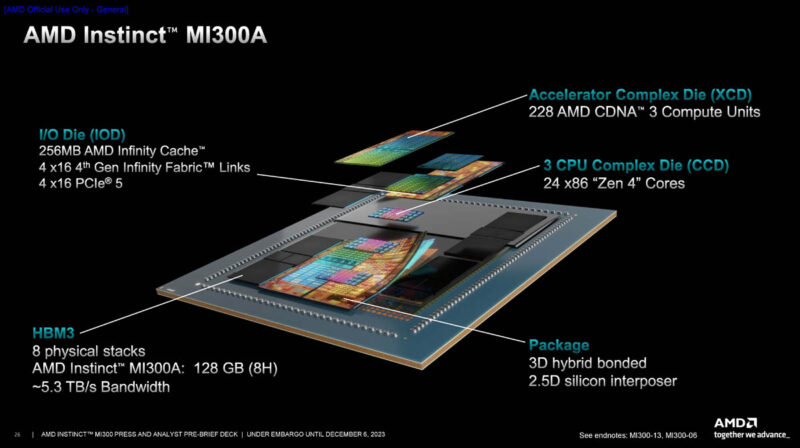 [AMD Official Use Only - General]
AMD Instinct™ MI300A
Accelerator Complex Die (XCD)
228 AMD CDNA™ 3 Compute Units
I/O Die (IOD)
256MB AMD Infinity Cache™
4 x16 4th Gen Infinity Fabric™ Links
4 x16 PCIe® 5
3 CPU Complex Die (CCD)
24 x86 “Zen 4” Cores
HBM3
8 physical stacks
AMD Instinct™ MI300A: 128 GB (8H)
~5.3 TB/s Bandwidth
Package
3D hybrid bonded
2.5D silicon interposer
26 | AMD INSTINCT™ MI300 PRESS AND ANALYST PRE-BRIEF DECK | UNDER EMBARGO UNTIL DECEMBER 6, 2023
See endnotes: MI300-13, MI300-06
AMD
together we advance_